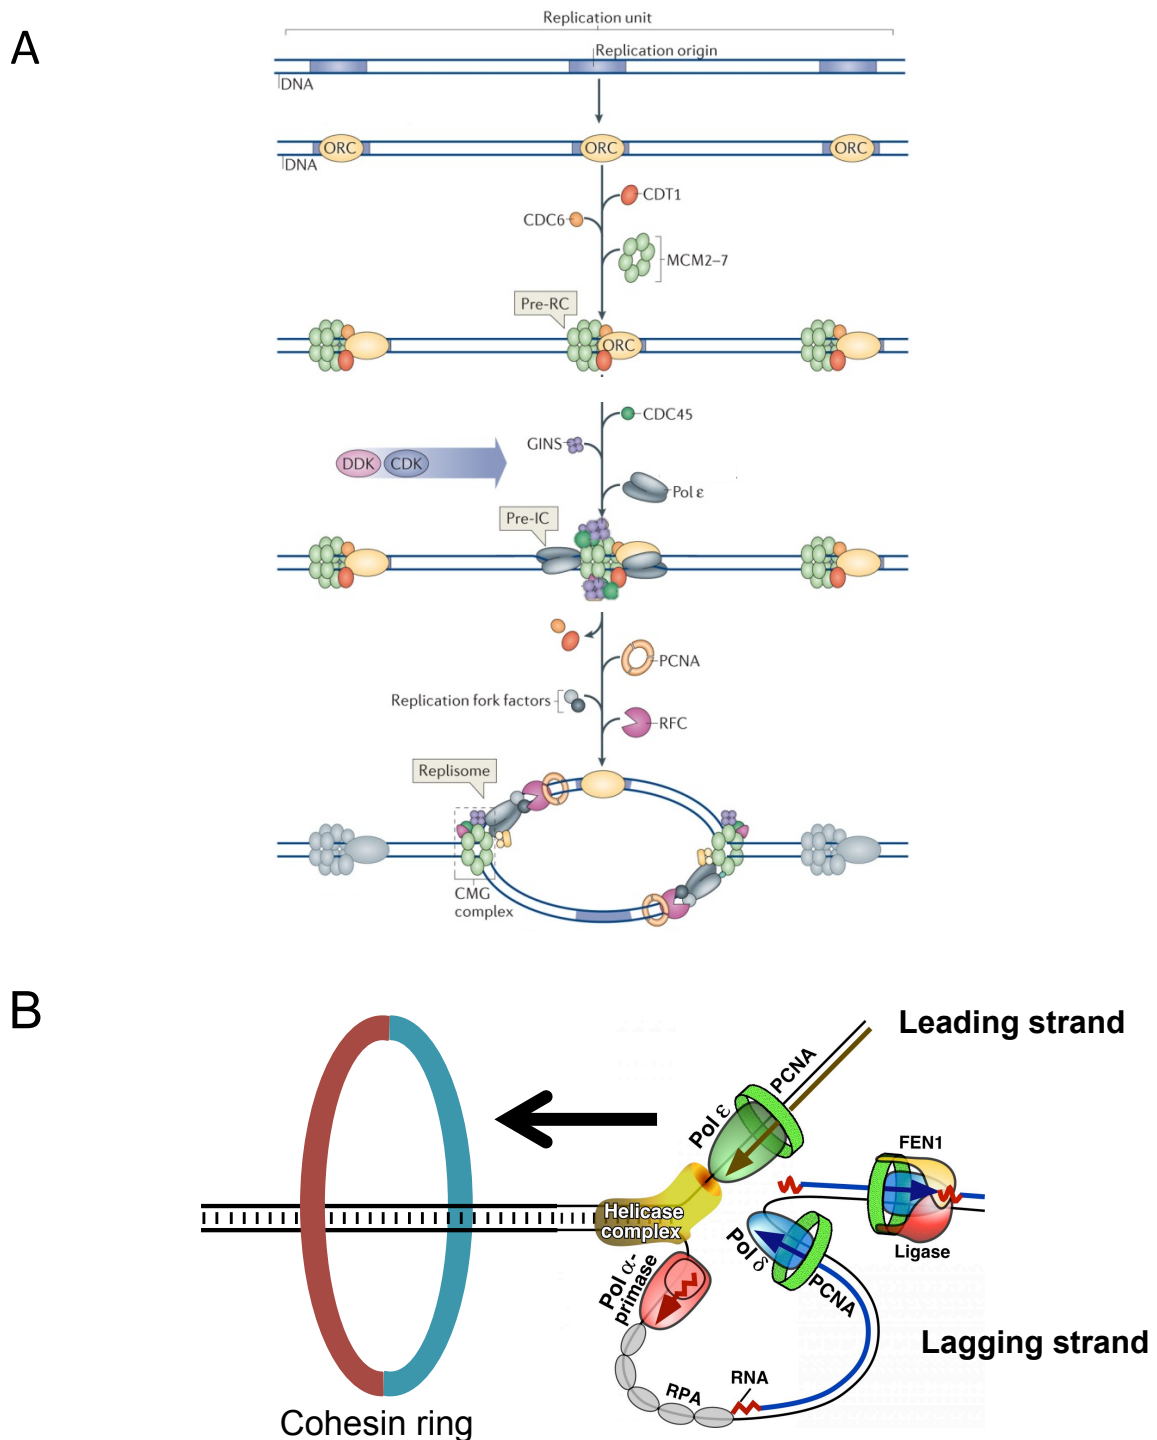 A
Replication unit
Replication origin
DNA
ORC
ORC
ORC
DNA
CDT1
CDC6
MCM2–7
Pre-RC
ORC
CDC45
GINS
DDK
CDK
Pol ε
Pre-IC
PCNA
Replication fork factors
RFC
Replisome
CMG
complex
B
Leading strand
PCNA
Pol ε
FEN1
Helicase
complex
Ligase
Pol α-
primase
Pol δ
PCNA
Lagging strand
RNA
RPA
Cohesin ring